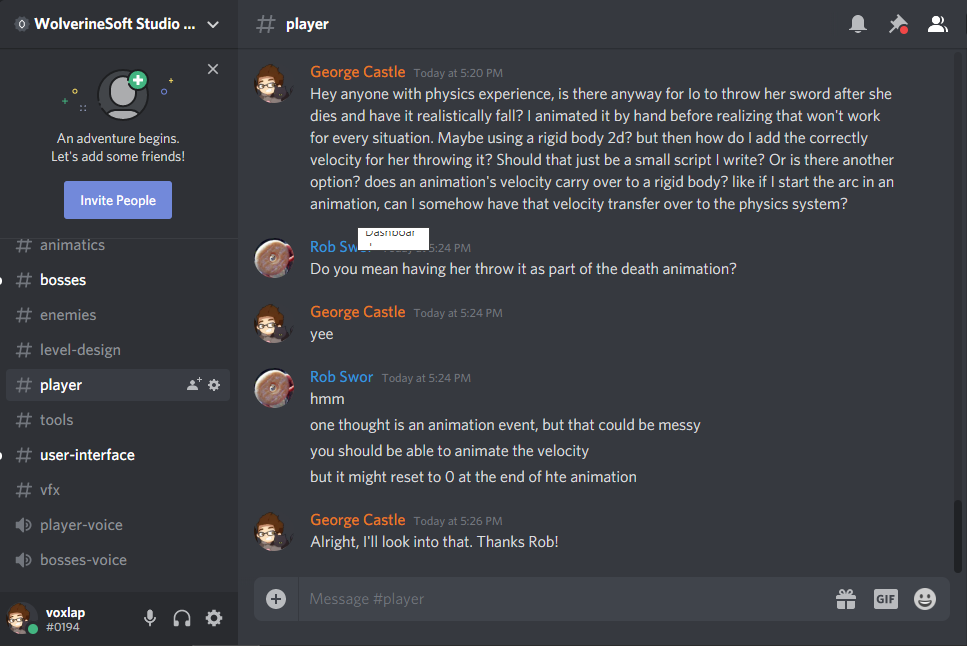 WolverineSoft Studio ...
An adventure begins.
Let's add some friends!
Invite People
# animatics
# bosses
# enemies
# level-design
# player
# tools
# user-interface
# vfx
player-voice
bosses-voice
voxlap
#0194
# player
George Castle Today at 5:20 PM
Hey anyone with physics experience, is there anyway for Io to throw her sword after she
dies and have it realistically fall? I animated it by hand before realizing that won't work
for every situation. Maybe using a rigid body 2d? but then how do I add the correctly
velocity for her throwing it? Should that just be a small script I write? Or is there another
option? does an animation's velocity carry over to a rigid body? like if I start the arc in an
animation, can I somehow have that velocity transfer over to the physics system?
Rob 5:24 PM
Do you mean having her throw it as part of the death animation?
George Castle Today at 5:24 PM
yee
Rob Swor Today at 5:24 PM
hmm
one thought is an animation event, but that could be messy
you should be able to animate the velocity
but it might reset to 0 at the end of hte animation
George Castle Today at 5:26 PM
Alright, I'll look into that. Thanks Rob!
Message #player
GIF